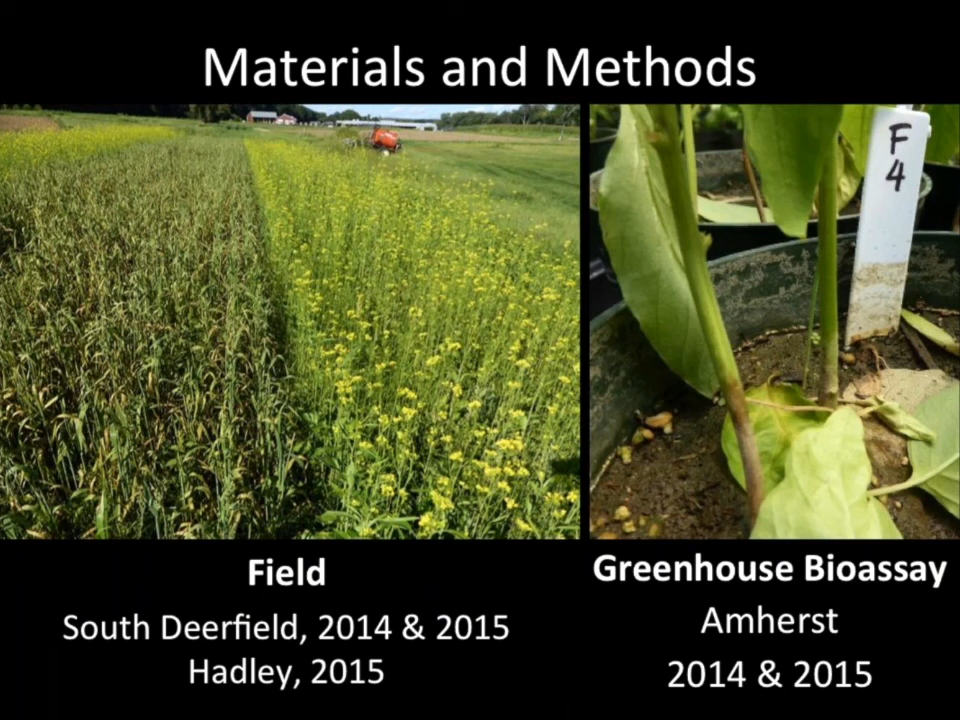 Materials and Methods
F
4
Field
South Deerfield, 2014 & 2015
Hadley, 2015
Greenhouse Bioassay
Amherst
2014 & 2015